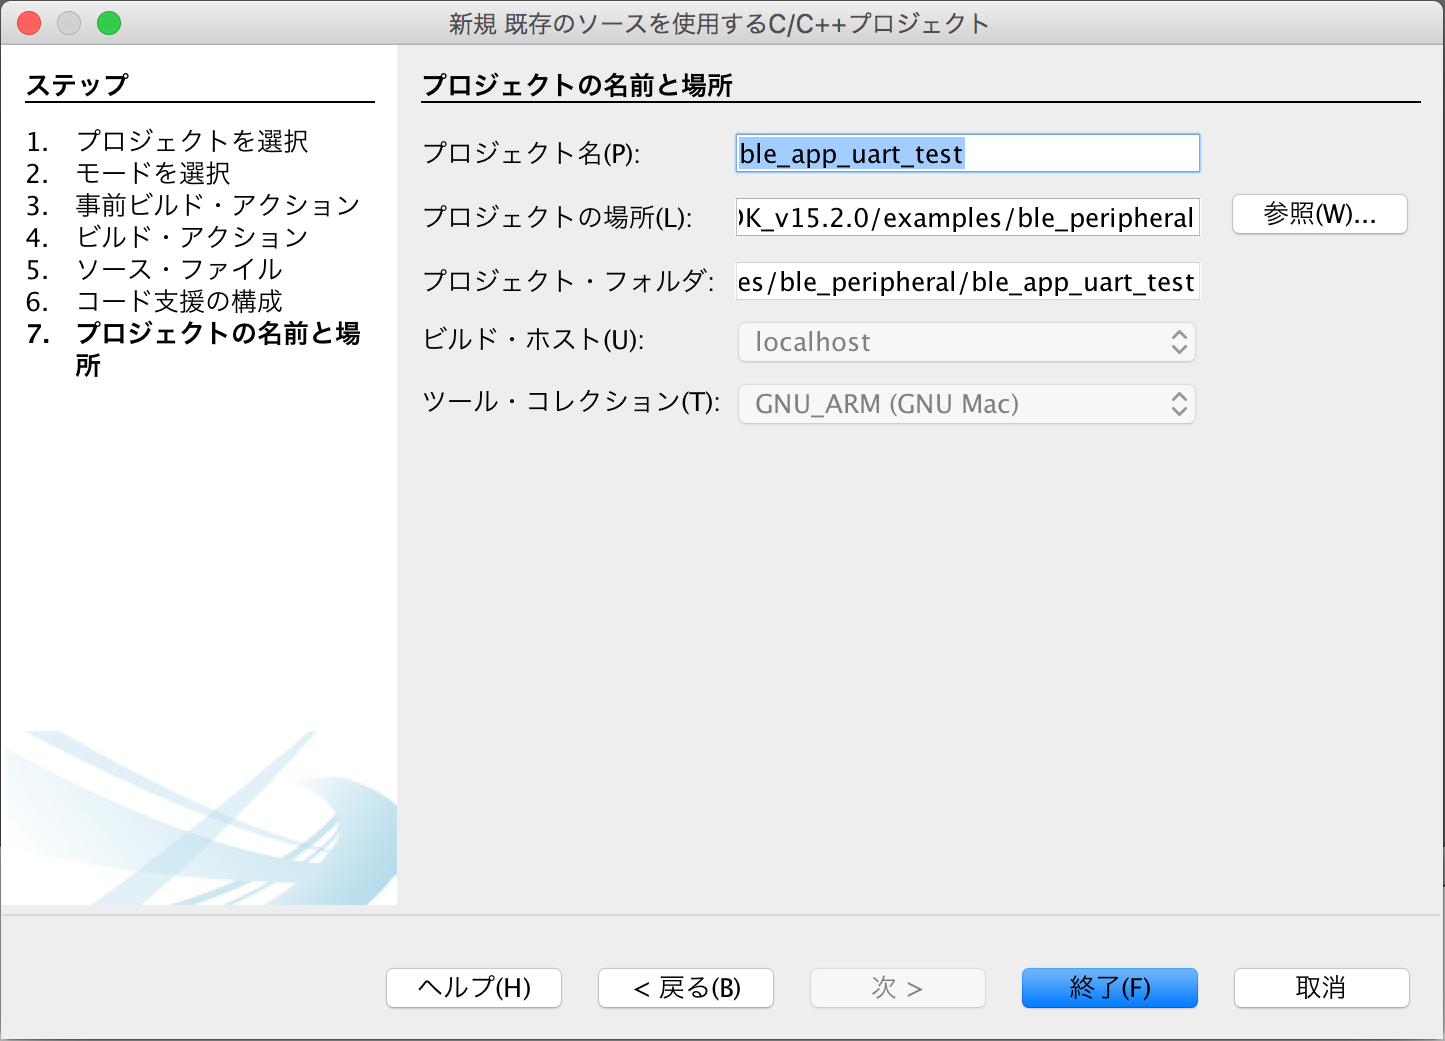 新規 既存のソースを使用するC/C++プロジェクト
ステップ
1. プロジェクトを選択
2. モードを選択
3. 事前ビルド・アクション
4. ビルド・アクション
5. ソース・ファイル
6. コード支援の構成
7. プロジェクトの名前と場
所
プロジェクトの名前と場所
プロジェクト名(P): ble_app_uart_test
プロジェクトの場所(L): K_v15.2.0/examples/ble_peripheral 参照(W)...
プロジェクト・フォルダ: es/ble_peripheral/ble_app_uart_test
ビルド・ホスト(U): localhost
ツール・コレクション(T): GNU_ARM (GNU Mac)
ヘルプ(H) < 戻る(B) 次 > 終了(F) 取消